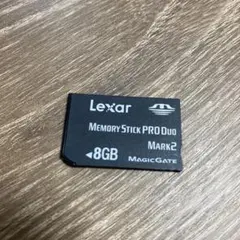 Lexar
MEMORY STICK PRO DUO
MARK2
◄8GB
MAGICGATE